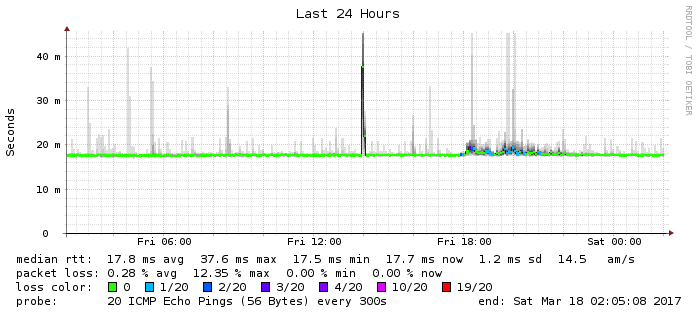 Last 24 Hours
RRDTOOL / TOBI OETIKER
Seconds
40 m
30 m
20 m
10 m
0
Fri 06:00 Fri 12:00 Fri 18:00 Sat 00:00
median rtt: 17.8 ms avg 37.6 ms max 17.5 ms min 17.7 ms now 1.2 ms sd 14.5 am/s
packet loss: 0.28 % avg 12.35 % max 0.00 % min 0.00 % now
loss color: 0 1/20 2/20 3/20 4/20 10/20 19/20
probe: 20 ICMP Echo Pings (56 Bytes) every 300s end: Sat Mar 18 02:05:08 2017